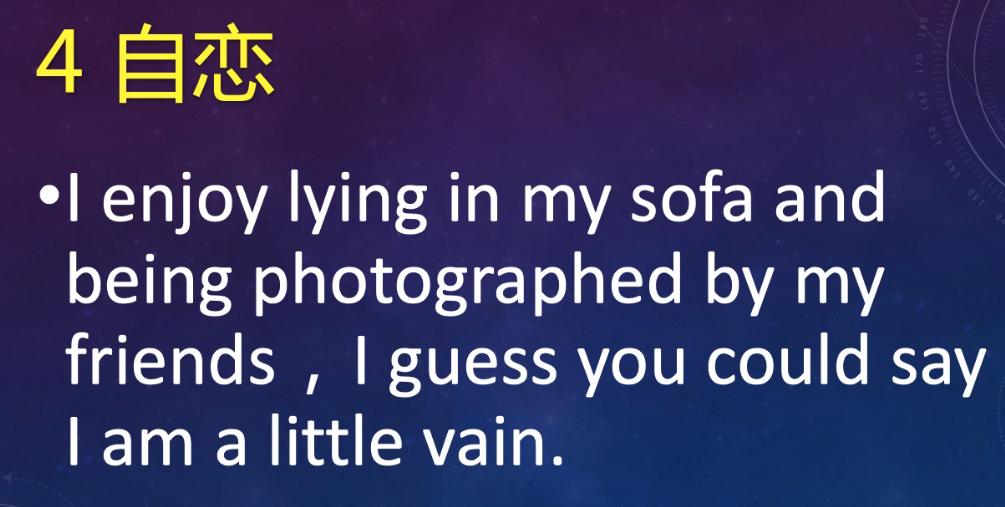 4 自恋
•I enjoy lying in my sofa and
being photographed by my
friends，I guess you could say
I am a little vain.